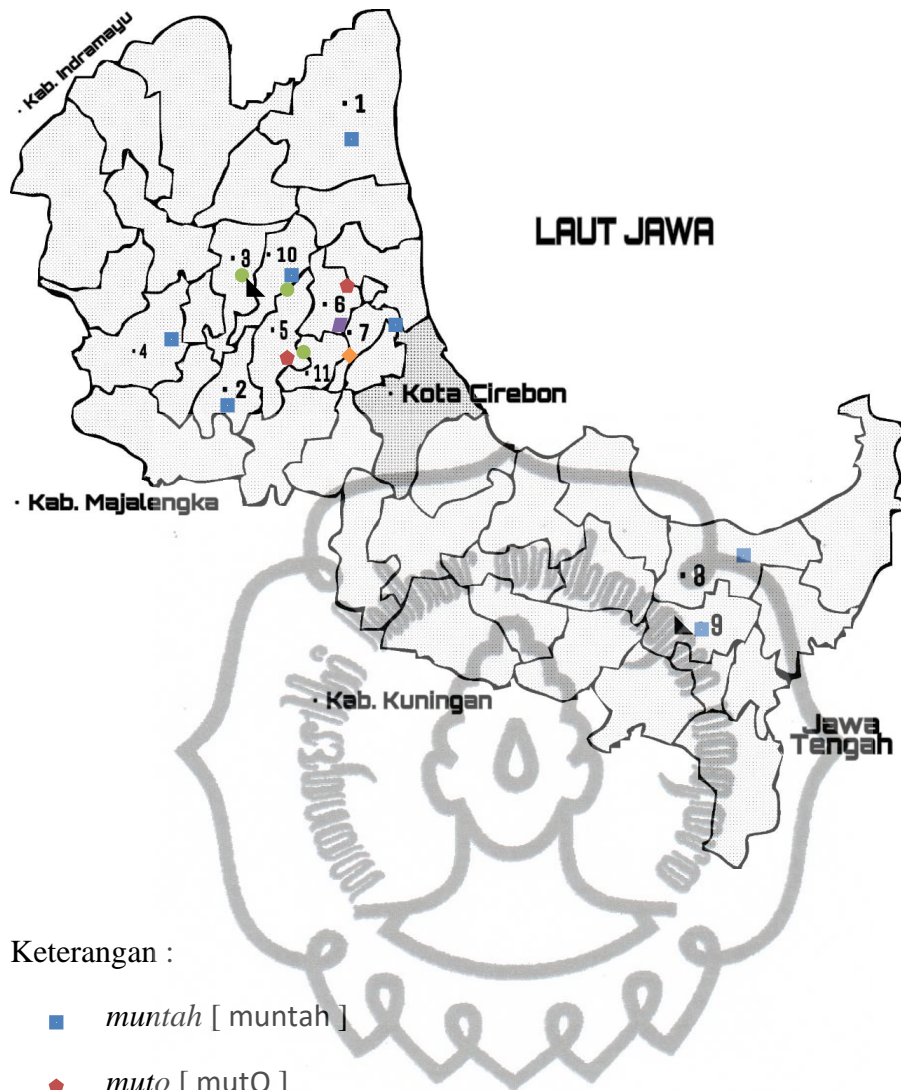 · Kab. Indramayu
· 1
LAUT JAWA
· 3
· 10
· 6
· 7
· 5
· 4
· 11
· 2
· Kota Cirebon
· Kab. Majalengka
· 8
· 9
· Kab. Kuningan
Jawa
Tengah
Keterangan :
muntah [ muntah ]
muto [ mutO ]